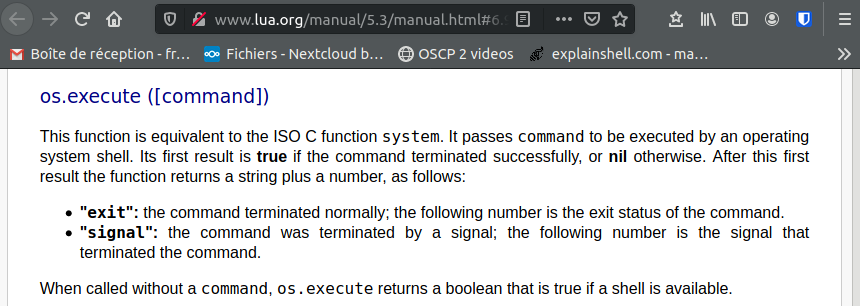 www.lua.org/manual/5.3/manual.html#6.
Boîte de réception - fr… Fichiers - Nextcloud b… OSCP 2 videos explainshell.com - ma…
os.execute ([command])
This function is equivalent to the ISO C function system. It passes command to be executed by an operating
system shell. Its first result is true if the command terminated successfully, or nil otherwise. After this first
result the function returns a string plus a number, as follows:
• "exit": the command terminated normally; the following number is the exit status of the command.
• "signal": the command was terminated by a signal; the following number is the signal that
terminated the command.
When called without a command, os.execute returns a boolean that is true if a shell is available.